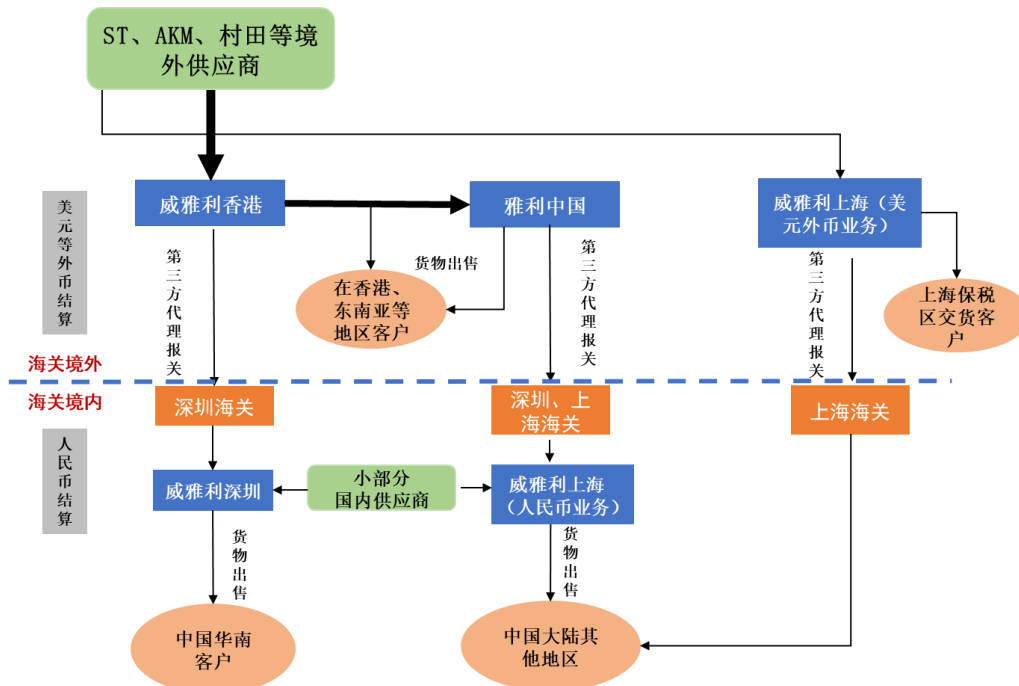 ST、AKM、村田等境
外供应商
美元等外币结算
威雅利香港
雅利中国
威雅利上海（美
元外币业务）
第三方代理报关
货物出售
第三方代理报关
第三方代理报关
在香港、
东南亚等
地区客户
上海保税
区交货客
户
海关境外
海关境内
深圳海关
深圳、上
海海关
上海海关
人民币结算
威雅利深圳
小部分
国内供应商
威雅利上海
（人民币业务）
货物出售
货物出售
中国华南
客户
中国大陆其
他地区